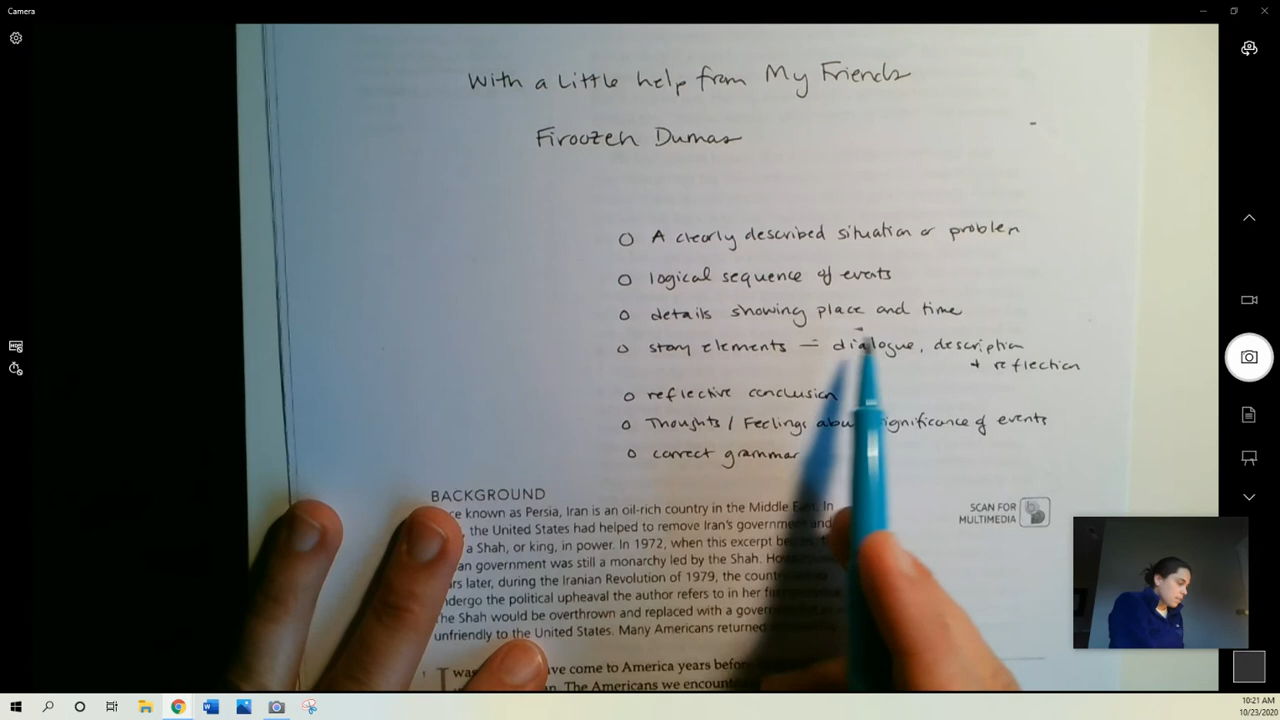 Camera
With a Little help from My Friends
Firoozeh Dumas
A clearly described situation or problem
logical sequence of events
details showing place and time
story elements = dialogue, description
+ reflection
reflective conclusion
Thoughts / Feelings about significance of events
correct grammar
BACKGROUND
known as Persia, Iran is an oil-rich country in the Middle East. In
SCAN FOR
MULTIMEDIA
, the United States had helped to remove Iran's government and
a Shah, or king, in power. In 1972, when this excerpt
government was still a monarchy led by the Shah.
later, during the Iranian Revolution of 1979, the
the political upheaval the author refers to in her
The Shah would be overthrown and replaced with a
unfriendly to the United States. Many Americans returned
I was
come to America years before
. The Americans we
10:21 AM
10/23/2020